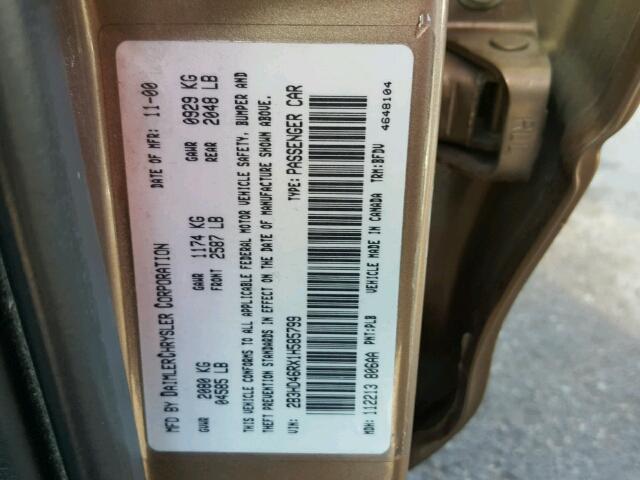 MFD BY DAIMLERCHRYSLER CORPORATION DATE OF MFR: 11-00
GVWR 2080 KG 04585 LB GAWR FRONT 1174 KG 2587 LB GAWR REAR 0929 KG 2048 LB
THIS VEHICLE CONFORMS TO ALL APPLICABLE FEDERAL MOTOR VEHICLE SAFETY, BUMPER AND
THEFT PREVENTION STANDARDS IN EFFECT ON THE DATE OF MANUFACTURE SHOWN ABOVE.
VIN: 2B3HD46RX1H585799 TYPE: PASSENGER CAR
MDH: 112213 806AA PNT:PLB VEHICLE MADE IN CANADA TRM:BFDV
4648104